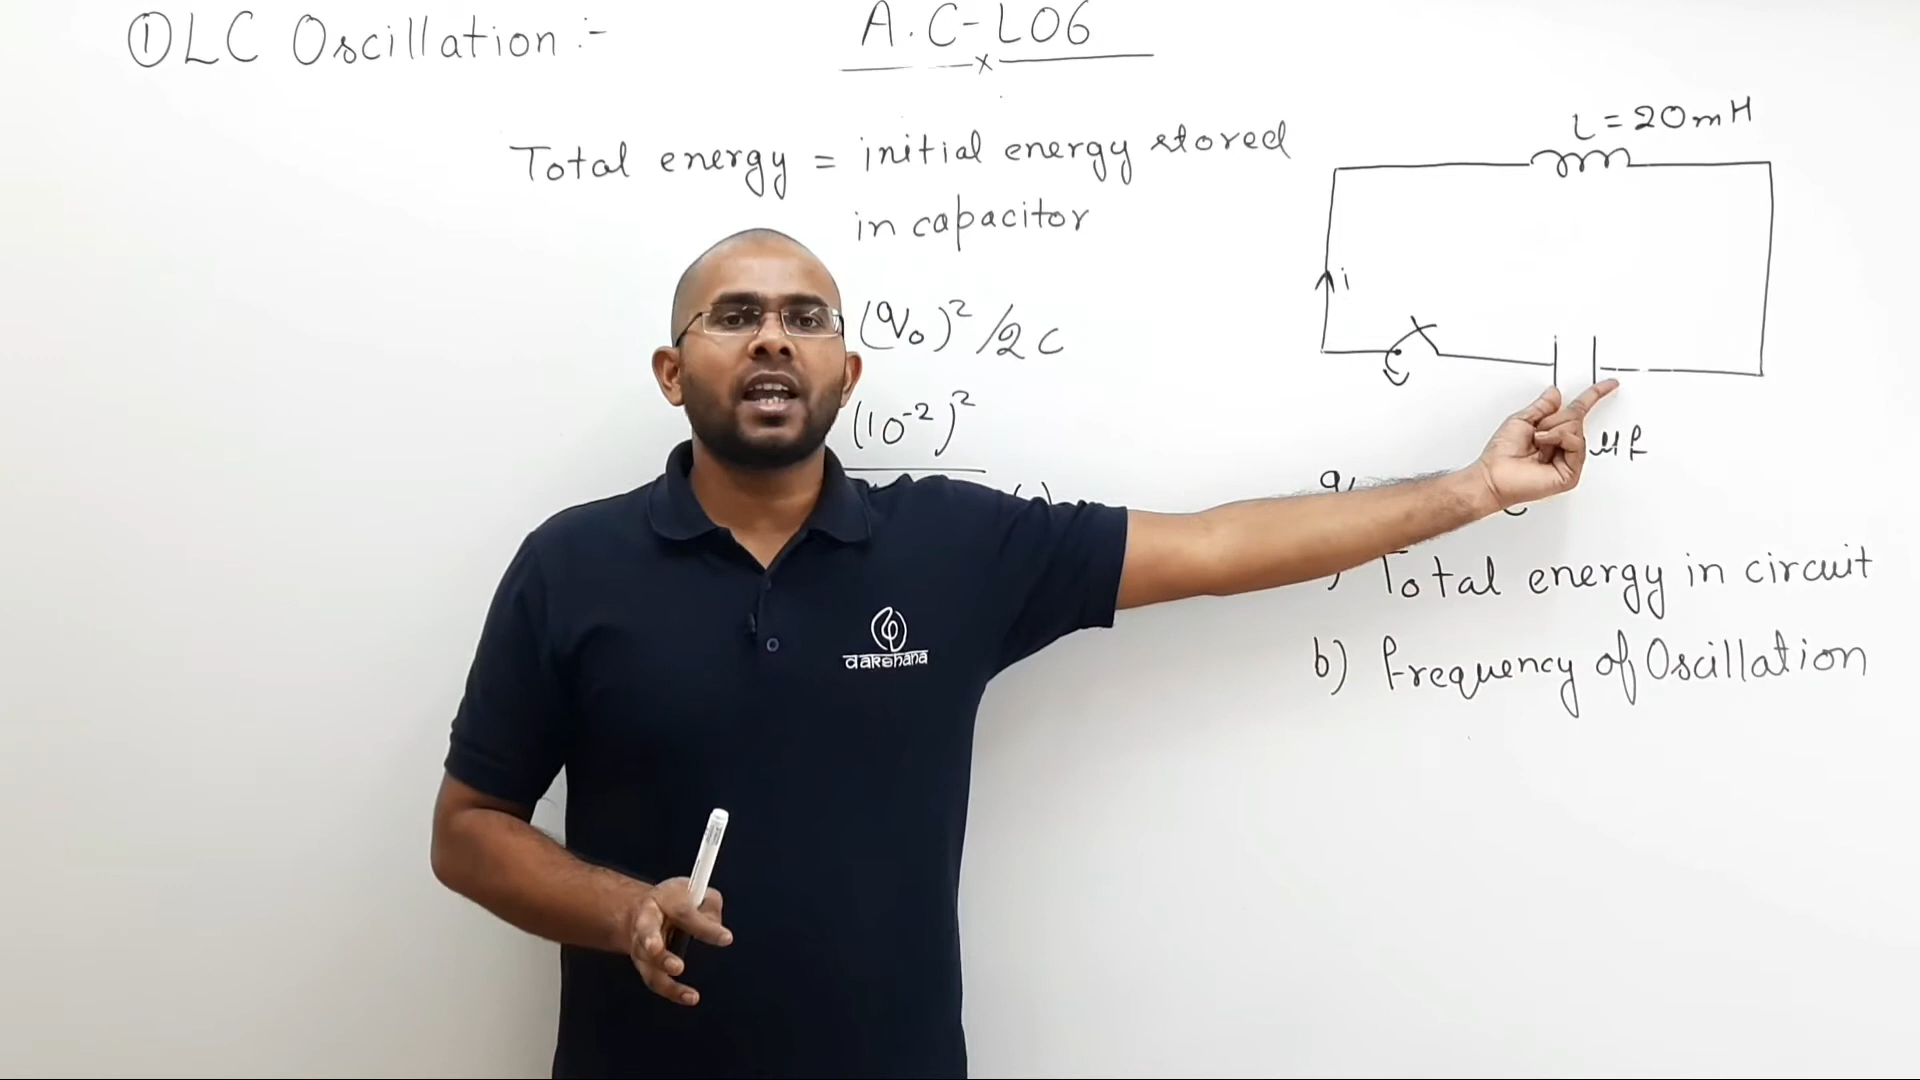 ① LC Oscillation :-
A.C-L06
x
Total energy = initial energy stored
in capacitor
(q₀)²/2C
(10⁻²)²
L = 20mH
i
μf
q
Total energy in circuit
b) Frequency of Oscillation
dakshana